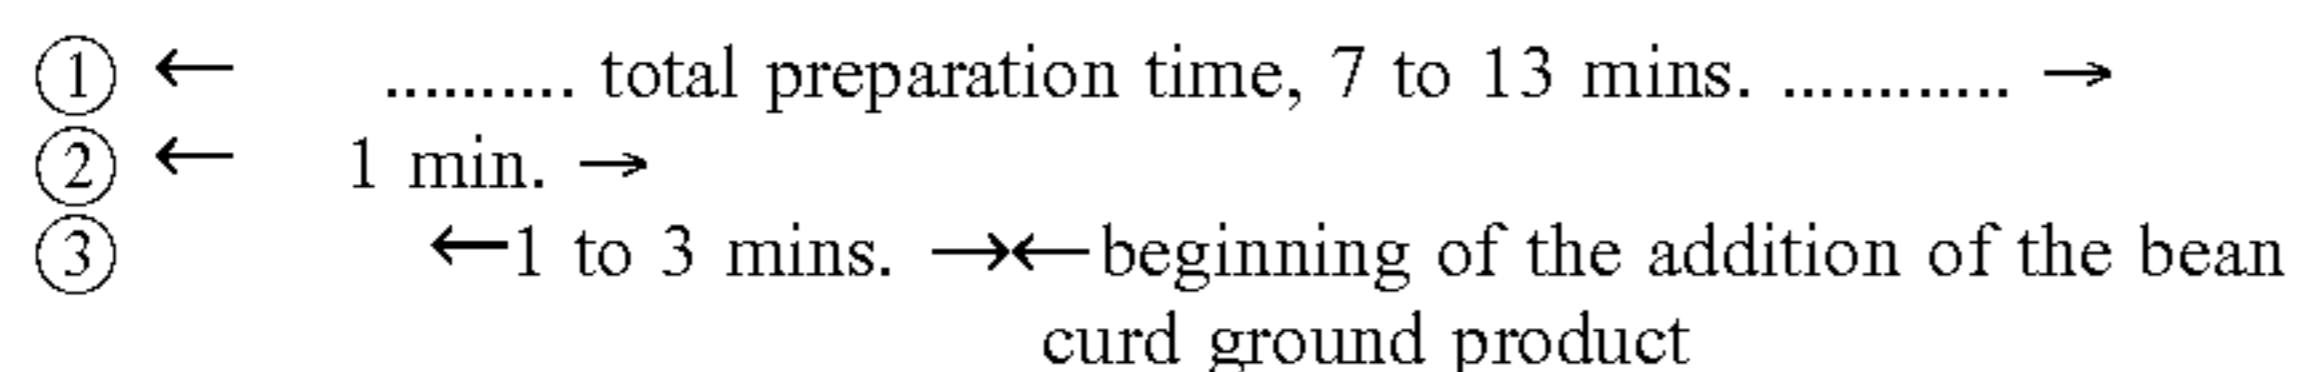 ① ← .......... total preparation time, 7 to 13 mins. ............ →
② ← 1 min. →
③ ←1 to 3 mins. →←beginning of the addition of the bean
curd ground product